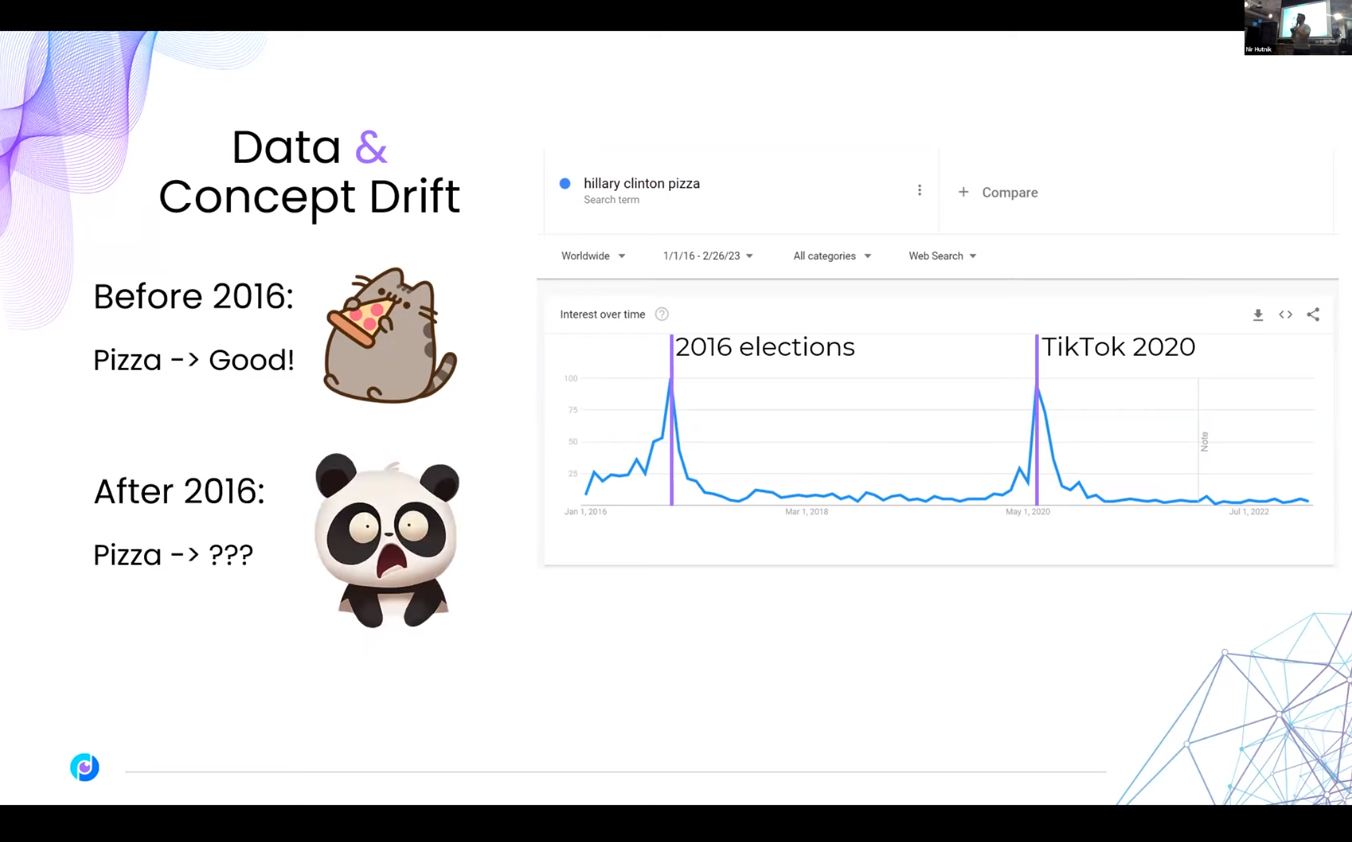 Nir Hutnik
Data &
Concept Drift
Before 2016:
Pizza -> Good!
After 2016:
Pizza -> ???
hillary clinton pizza
Search term
+ Compare
Worldwide
1/1/16 - 2/26/23
All categories
Web Search
Interest over time
2016 elections
TikTok 2020
100
75
50
25
Note
Jan 1, 2016
Mar 1, 2018
May 1, 2020
Jul 1, 2022